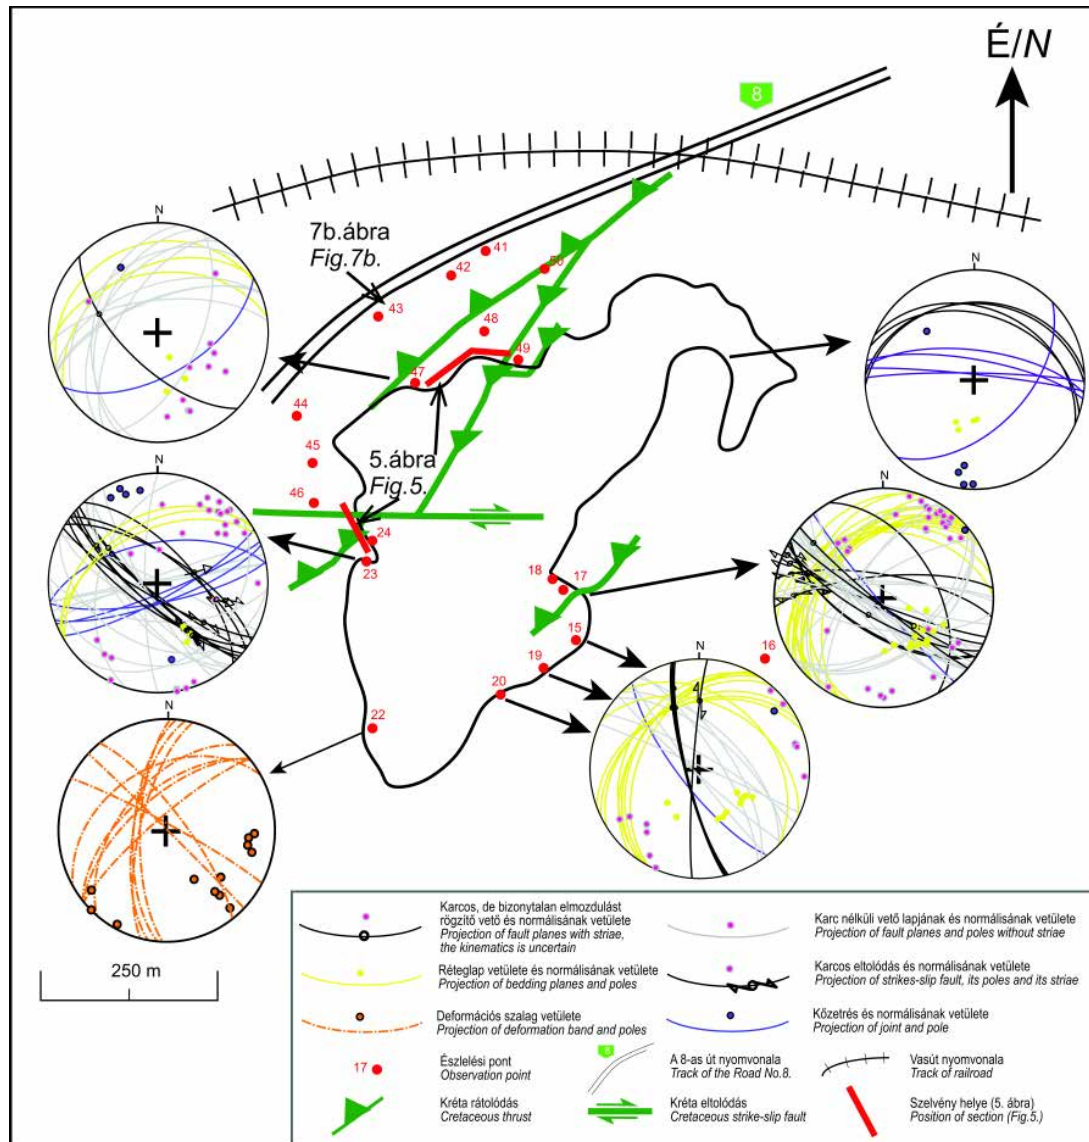 É/N
8
7b.ábra
Fig.7b.
41
42
50
43
48
49
47
44
45
5.ábra
Fig.5.
46
24
23
18
17
15
16
19
20
22
N
N
N
N
N
N
250 m
Karcos, de bizonytalan elmozdulást
rögzítő vető és normálisának vetülete
Projection of fault planes with striae,
the kinematics is uncertain
Karc nélküli vető lapjának és normálisának vetülete
Projection of fault planes and poles without striae
Réteglap vetülete és normálisának vetülete
Projection of bedding planes and poles
Karcos eltolódás és normálisának vetülete
Projection of strikes-slip fault, its poles and its striae
Deformációs szalag vetülete
Projection of deformation band and poles
Kőzetrés és normálisának vetülete
Projection of joint and pole
17
Észlelési pont
Observation point
8
A 8-as út nyomvonala
Track of the Road No.8.
Vasút nyomvonala
Track of railroad
Kréta rátolódás
Cretaceous thrust
Kréta eltolódás
Cretaceous strike-slip fault
Szelvény helye (5. ábra)
Position of section (Fig.5.)